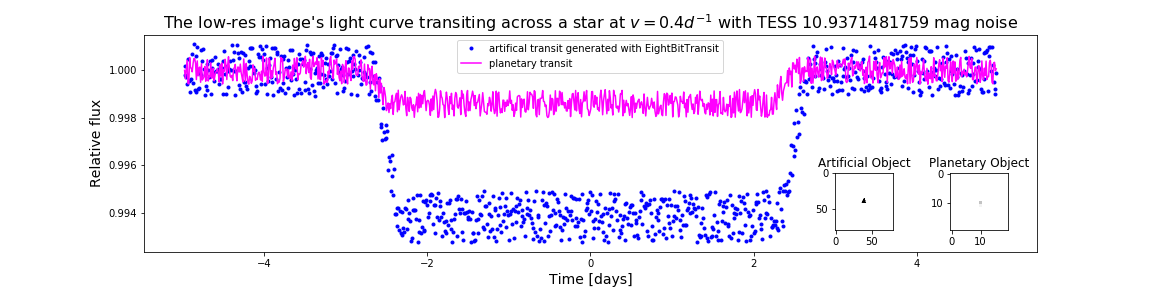 The low-res image's light curve transiting across a star at v = 0.4d⁻¹ with TESS 10.9371481759 mag noise
artifical transit generated with EightBitTransit
planetary transit
Relative flux
1.000
0.998
0.996
0.994
Artificial Object
0
50
0
50
Planetary Object
0
10
0
10
−4
−2
0
2
4
Time [days]